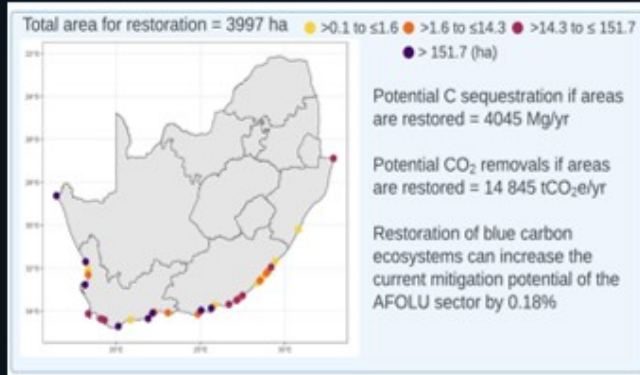 Total area for restoration = 3997 ha
>0.1 to ≤1.6 >1.6 to ≤14.3 >14.3 to ≤ 151.7
> 151.7 (ha)
Potential C sequestration if areas
are restored = 4045 Mg/yr
Potential CO₂ removals if areas
are restored = 14 845 tCO₂e/yr
Restoration of blue carbon
ecosystems can increase the
current mitigation potential of the
AFOLU sector by 0.18%